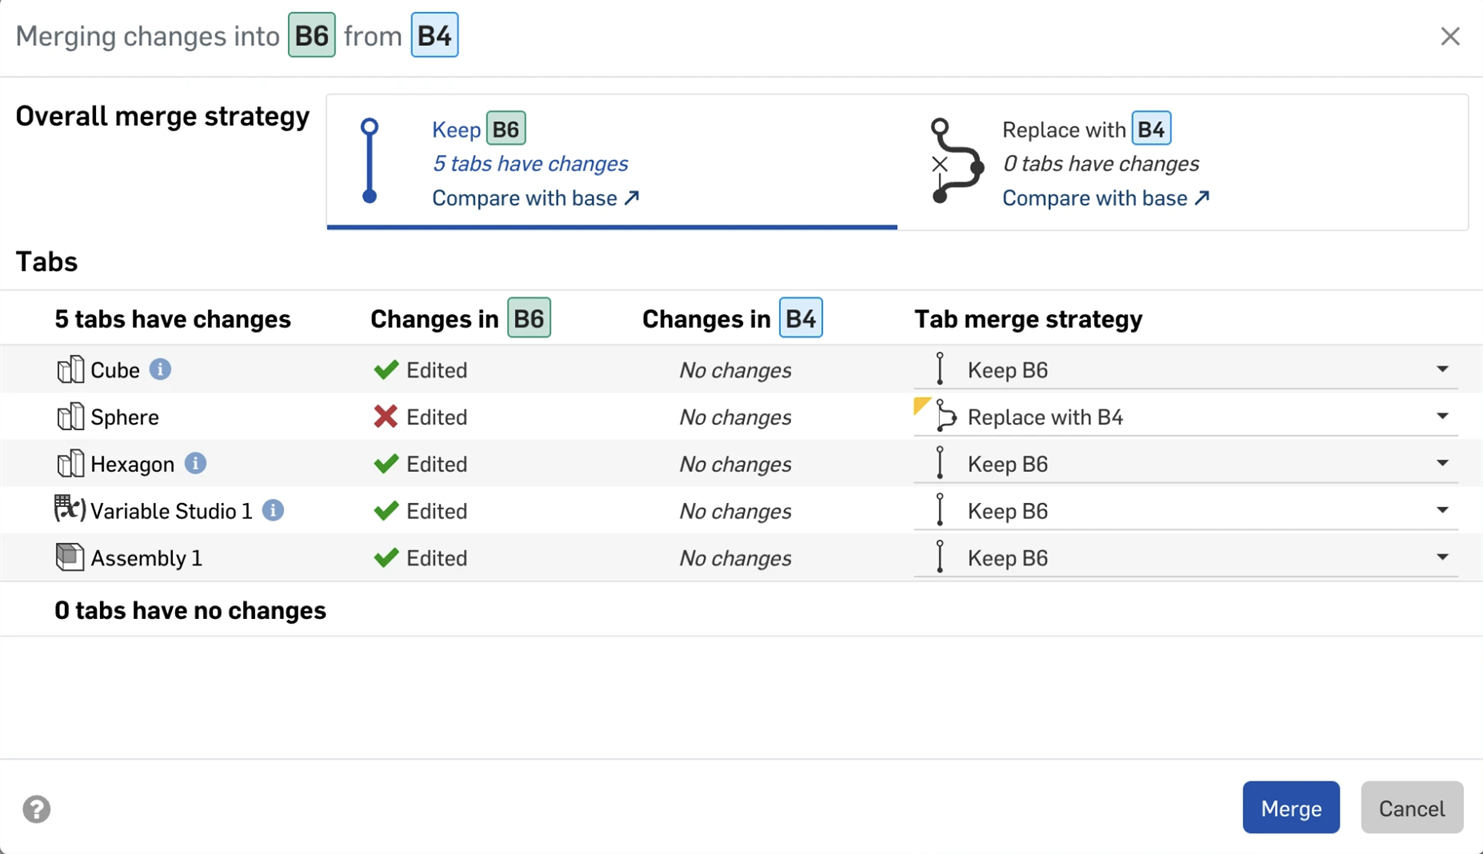 Merging changes into B6 from B4
Overall merge strategy
Keep B6
5 tabs have changes
Compare with base
Replace with B4
0 tabs have changes
Compare with base
Tabs
5 tabs have changes Changes in B6 Changes in B4 Tab merge strategy
Cube Edited No changes Keep B6
Sphere Edited No changes Replace with B4
Hexagon Edited No changes Keep B6
Variable Studio 1 Edited No changes Keep B6
Assembly 1 Edited No changes Keep B6
0 tabs have no changes
Merge Cancel